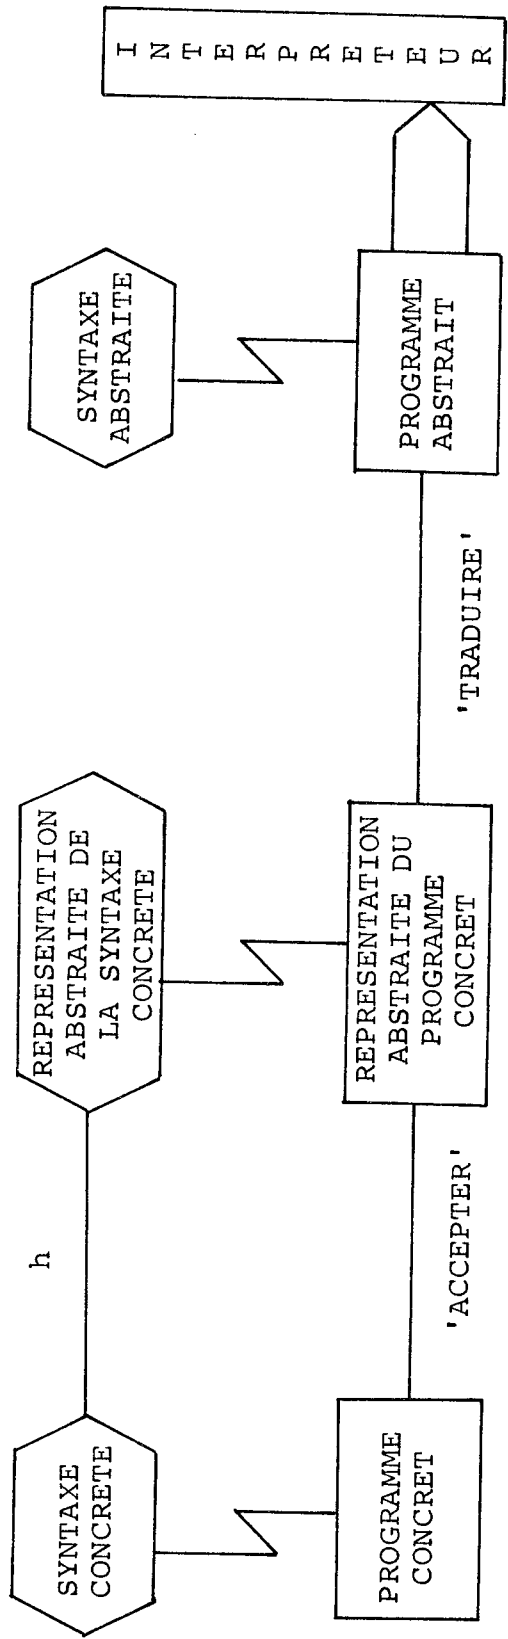 SYNTAXE
CONCRETE
h
REPRESENTATION
ABSTRAITE DE
LA SYNTAXE
CONCRETE
SYNTAXE
ABSTRAITE
PROGRAMME
CONCRET
'ACCEPTER'
REPRESENTATION
ABSTRAITE DU
PROGRAMME
CONCRET
'TRADUIRE'
PROGRAMME
ABSTRAIT
INTERPRETEUR